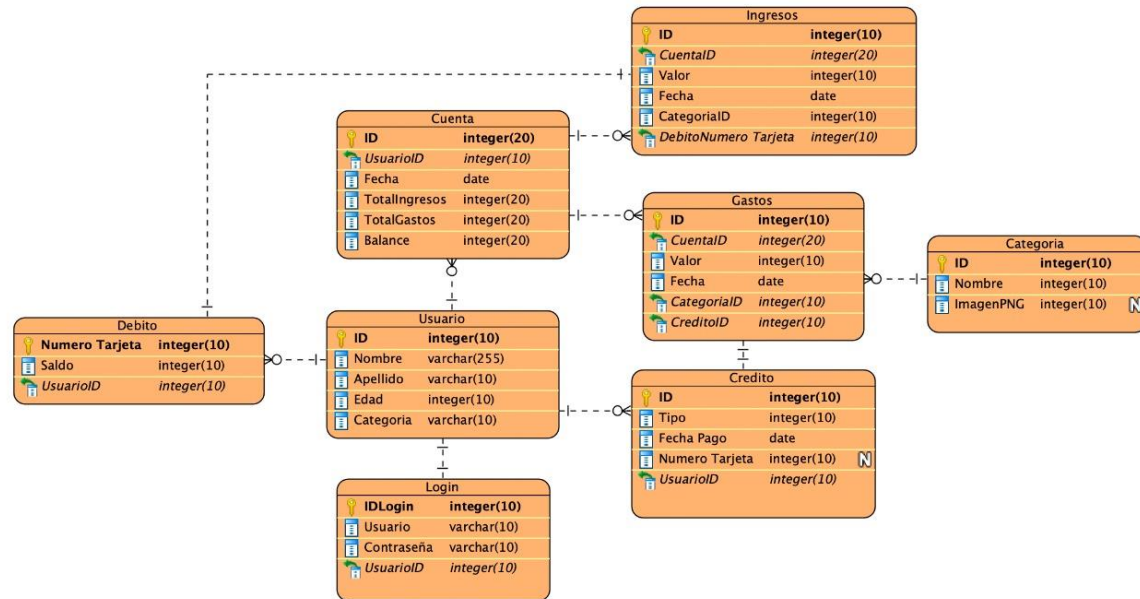 Ingresos
ID integer(10)
CuentaID integer(20)
Valor integer(10)
Fecha date
CategoriaID integer(10)
DebitoNumero Tarjeta integer(10)
Cuenta
ID integer(20)
UsuarioID integer(10)
Fecha date
TotalIngresos integer(20)
TotalGastos integer(20)
Balance integer(20)
Gastos
ID integer(10)
CuentaID integer(20)
Valor integer(10)
Fecha date
CategoriaID integer(10)
CreditoID integer(10)
Categoria
ID integer(10)
Nombre integer(10)
ImagenPNG integer(10) N
Debito
Numero Tarjeta integer(10)
Saldo integer(10)
UsuarioID integer(10)
Usuario
ID integer(10)
Nombre varchar(255)
Apellido varchar(10)
Edad integer(10)
Categoria varchar(10)
Credito
ID integer(10)
Tipo integer(10)
Fecha Pago date
Numero Tarjeta integer(10) N
UsuarioID integer(10)
Login
IDLogin integer(10)
Usuario varchar(10)
Contraseña varchar(10)
UsuarioID integer(10)